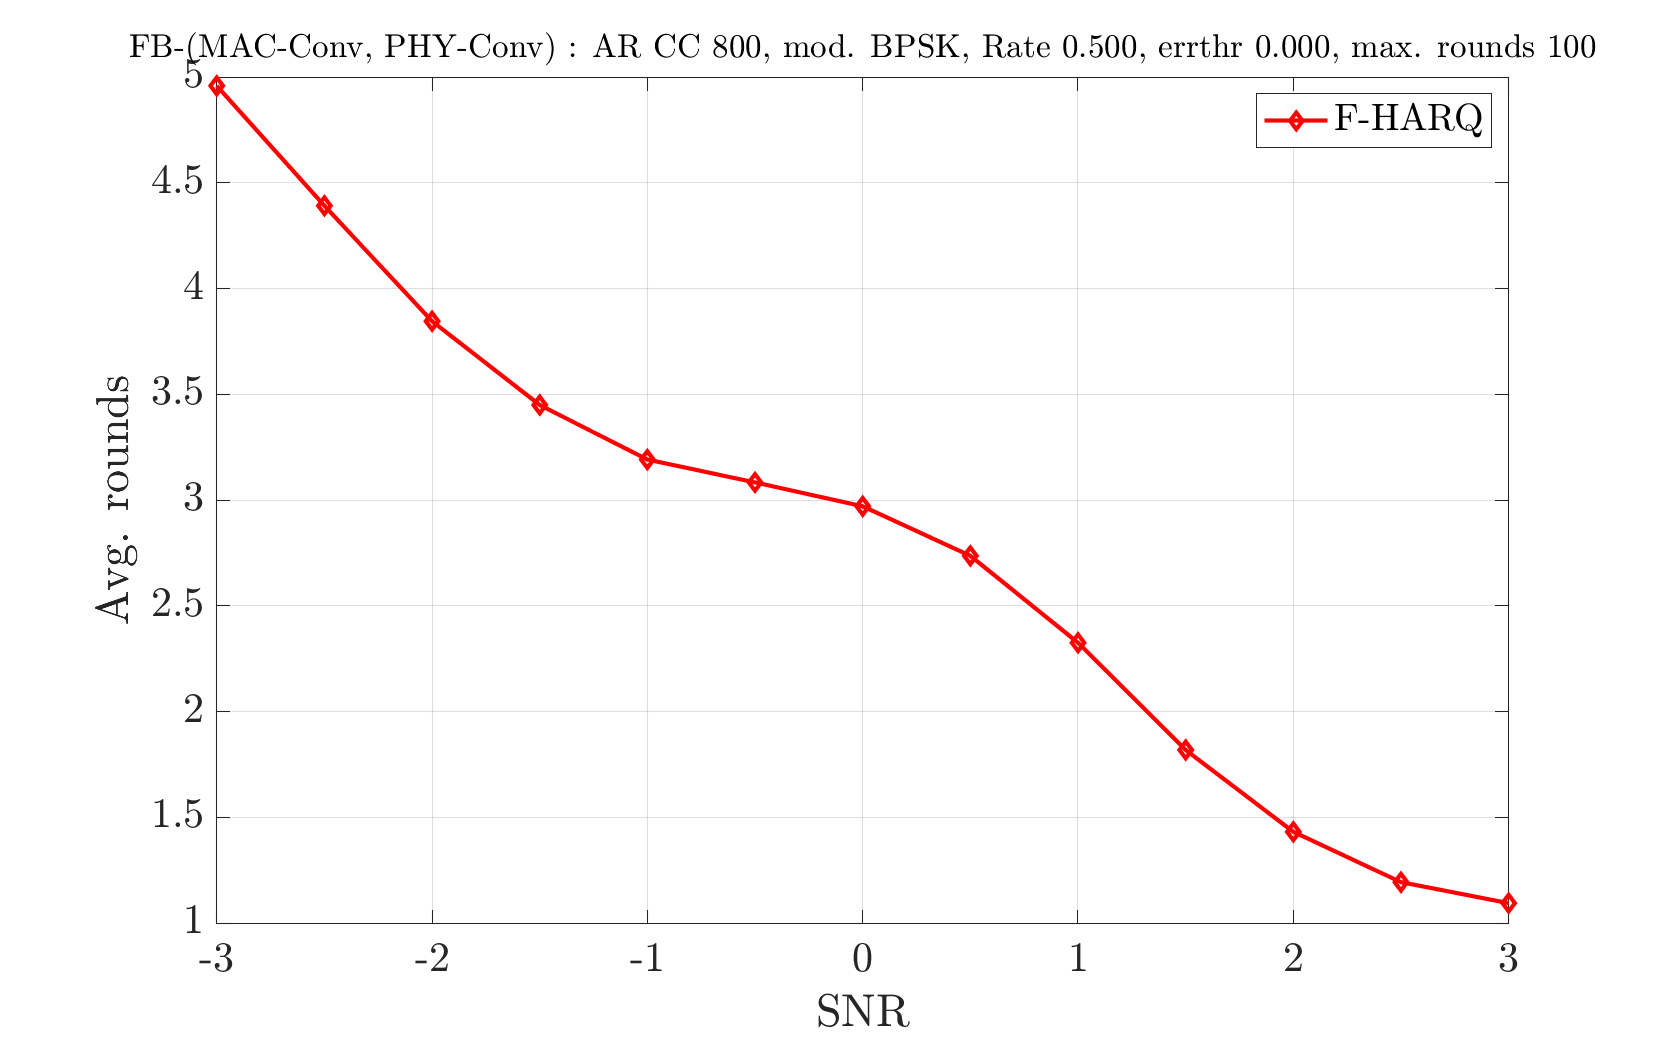 FB-(MAC-Conv, PHY-Conv) : AR CC 800, mod. BPSK, Rate 0.500, errthr 0.000, max. rounds 100
F-HARQ
5
4.5
4
3.5
3
2.5
2
1.5
1
Avg. rounds
-3 -2 -1 0 1 2 3
SNR